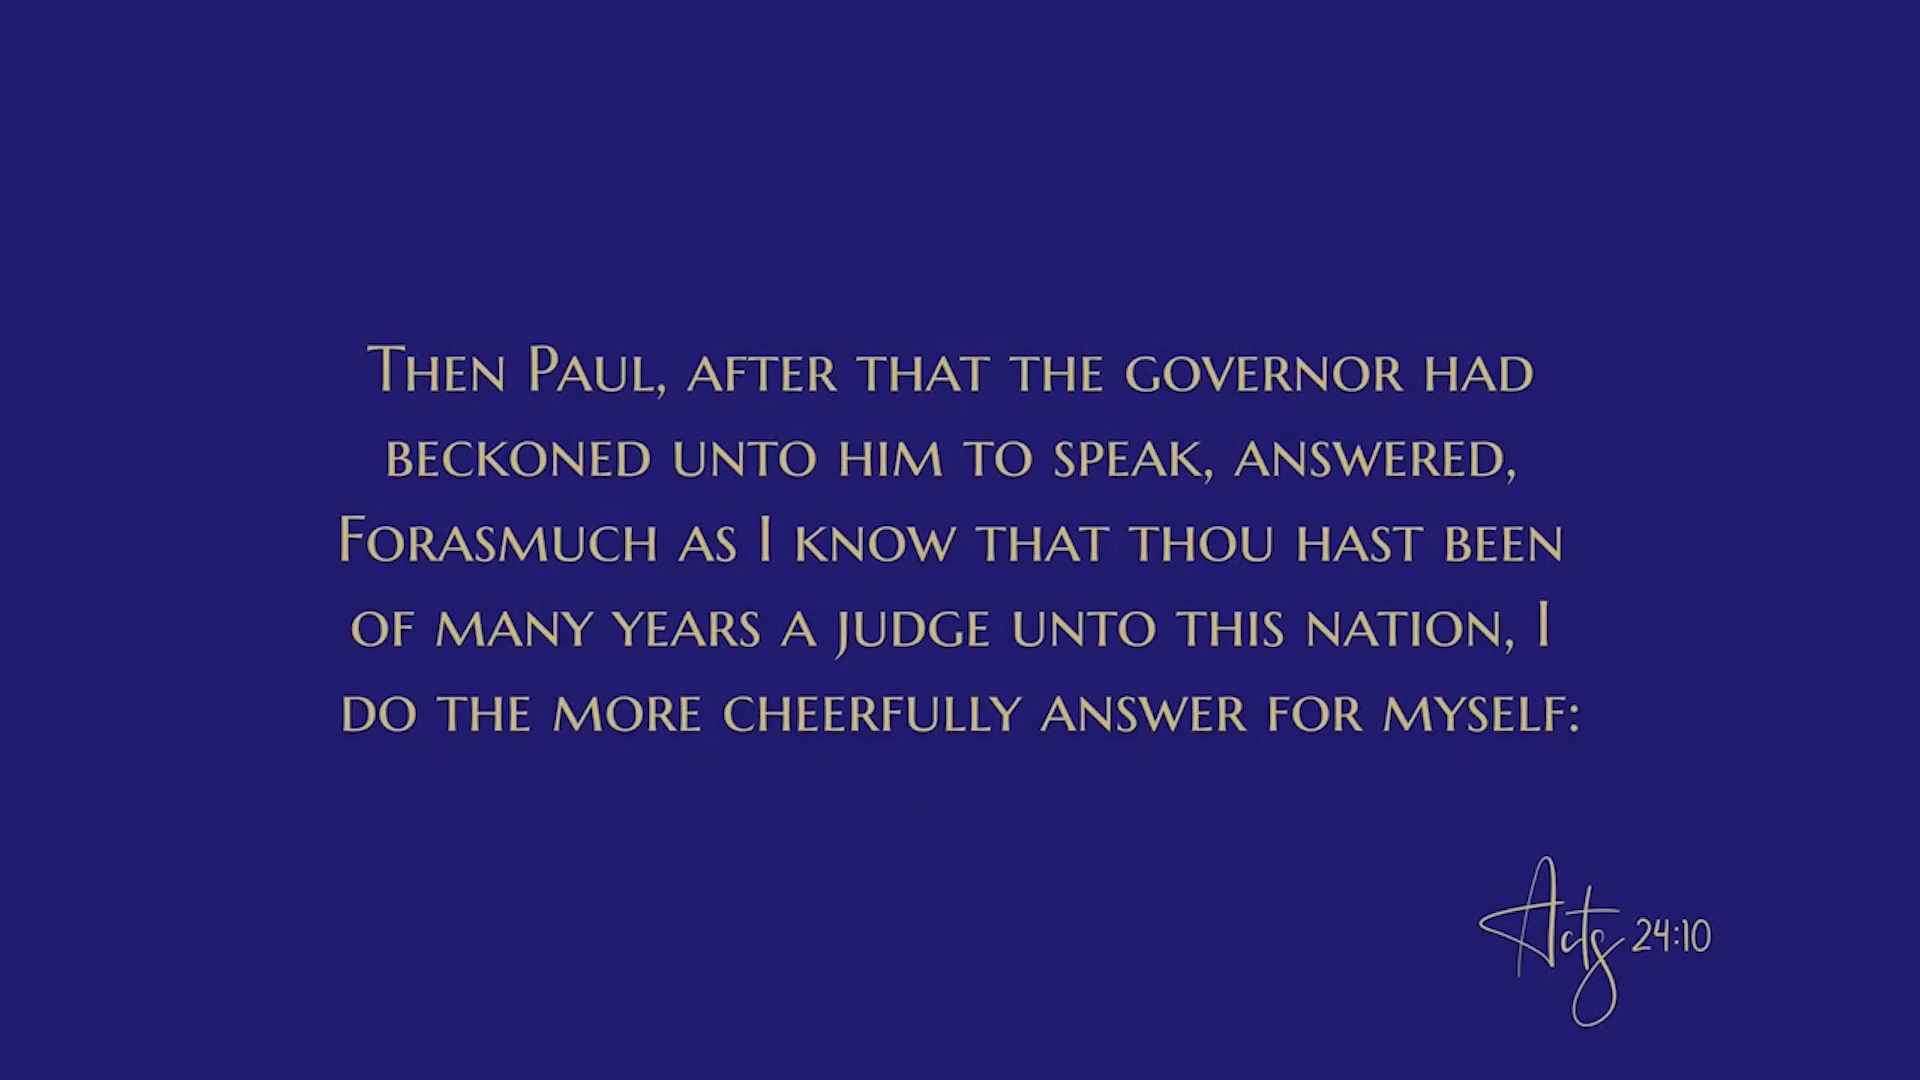 Then Paul, after that the governor had
beckoned unto him to speak, answered,
Forasmuch as I know that thou hast been
of many years a judge unto this nation, I
do the more cheerfully answer for myself:
Acts 24:10